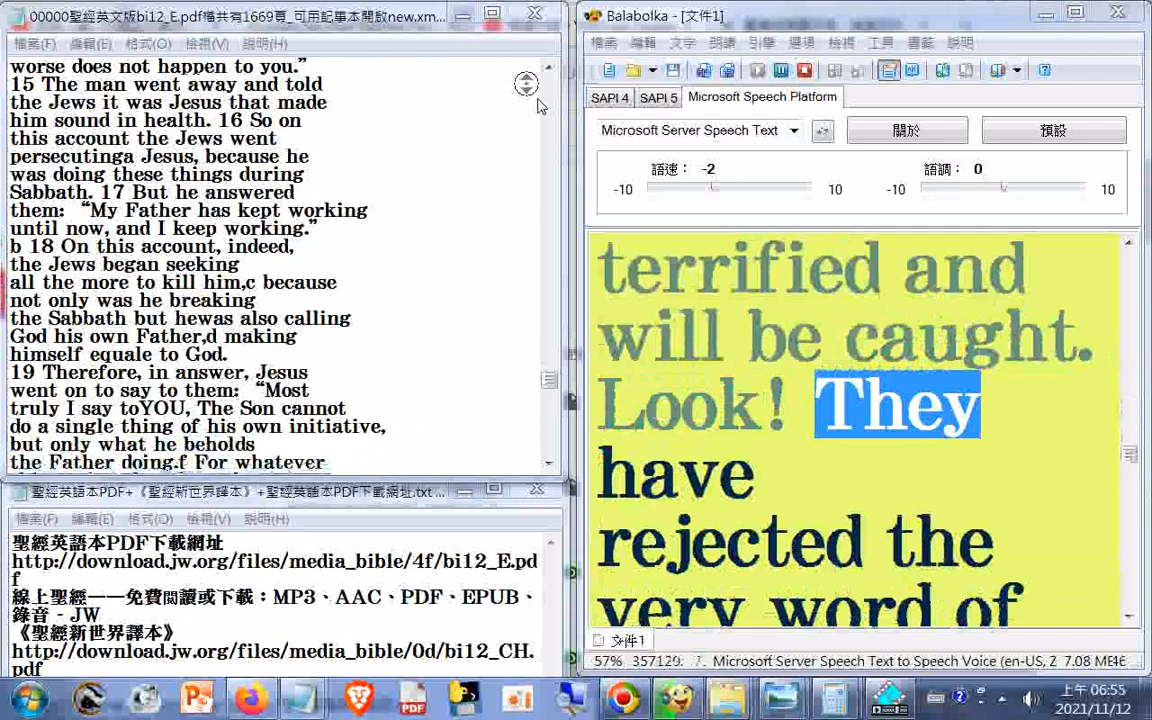 00000聖經英文版bi12_E.pdf檔共有1669頁_可用記事本開啟new.xm...
檔案(F) 編輯(E) 格式(O) 檢視(V) 說明(H)
worse does not happen to you.”
15 The man went away and told
the Jews it was Jesus that made
him sound in health. 16 So on
this account the Jews went
persecutinga Jesus, because he
was doing these things during
Sabbath. 17 But he answered
them: “My Father has kept working
until now, and I keep working.”
b 18 On this account, indeed,
the Jews began seeking
all the more to kill him,c because
not only was he breaking
the Sabbath but hewas also calling
God his own Father,d making
himself equale to God.
19 Therefore, in answer, Jesus
went on to say to them: “Most
truly I say toYOU, The Son cannot
do a single thing of his own initiative,
but only what he beholds
the Father doing.f For whatever
聖經英語本PDF+《聖經新世界譯本》+聖經英語本PDF下載網址.txt ...
檔案(F) 編輯(E) 格式(O) 檢視(V) 說明(H)
聖經英語本PDF下載網址
http://download.jw.org/files/media_bible/4f/bi12_E.pd
f
線上聖經——免費閱讀或下載：MP3、AAC、PDF、EPUB、
錄音 - JW
《聖經新世界譯本》
http://download.jw.org/files/media_bible/0d/bi12_CH.
pdf
Balabolka - [文件1]
檔案 編輯 文字 朗讀 引擎 選項 檢視 工具 書籤 說明
SAPI 4 SAPI 5 Microsoft Speech Platform
Microsoft Server Speech Text 關於 預設
語速： -2 語調： 0
-10 10 -10 10
terrified and
will be caught.
Look! They
have
rejected the
very word of
文件1
57% Microsoft Server Speech Text to Speech Voice (en-US, 2 7.08 ME46
PDF
上午 06:55
2021/11/12